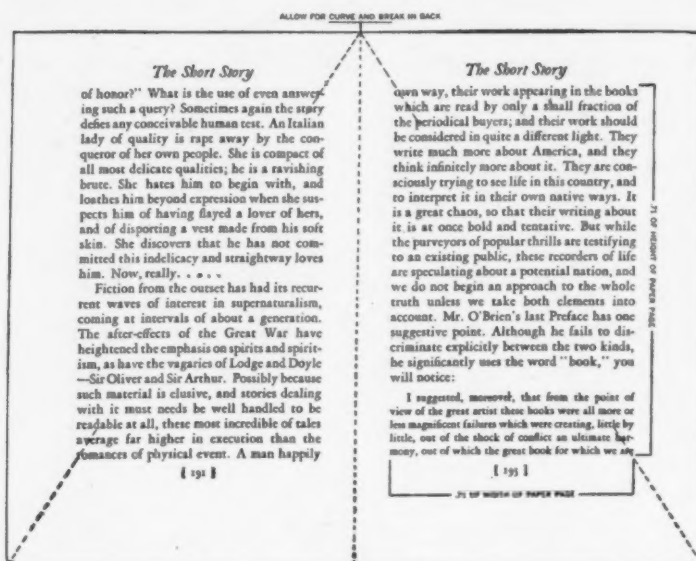 ALLOW FOR CURVE AND BREAK IN BACK
The Short Story
of honor?" What is the use of even answer-
ing such a query? Sometimes again the story
defies any conceivable human test. An Italian
lady of quality is rapt away by the con-
queror of her own people. She is compact of
all most delicate qualities; he is a ravishing
brute. She hates him to begin with, and
loathes him beyond expression when she sus-
pects him of having flayed a lover of hers,
and of disporting a vest made from his soft
skin. She discovers that he has not com-
mitted this indelicacy and straightway loves
him. Now, really. . . . .
Fiction from the outset has had its recur-
rent waves of interest in supernaturalism,
coming at intervals of about a generation.
The after-effects of the Great War have
heightened the emphasis on spirits and spirit-
ism, as have the vagaries of Lodge and Doyle
—Sir Oliver and Sir Arthur. Possibly because
such material is elusive, and stories dealing
with it must needs be well handled to be
readable at all, these most incredible of tales
average far higher in execution than the
romances of physical event. A man happily
[ 191 ]
The Short Story
own way, their work appearing in the books
which are read by only a small fraction of
the periodical buyers; and their work should
be considered in quite a different light. They
write much more about America, and they
think infinitely more about it. They are con-
sciously trying to see life in this country, and
to interpret it in their own native ways. It
is a great chaos, so that their writing about
it is at once bold and tentative. But while
the purveyors of popular thrills are testifying
to an existing public, these recorders of life
are speculating about a potential nation, and
we do not begin an approach to the whole
truth unless we take both elements into
account. Mr. O'Brien's last Preface has one
suggestive point. Although he fails to dis-
criminate explicitly between the two kinds,
he significantly uses the word "book," you
will notice:
I suggested, moreover, that from the point of
view of the great artist these books were all more or
less magnificent failures which were creating, little by
little, out of the shock of conflict an ultimate har-
mony, out of which the great book for which we are
[ 193 ]
.71 OF HEIGHT OF PAPER PAGE
.71 OF WIDTH OF PAPER PAGE